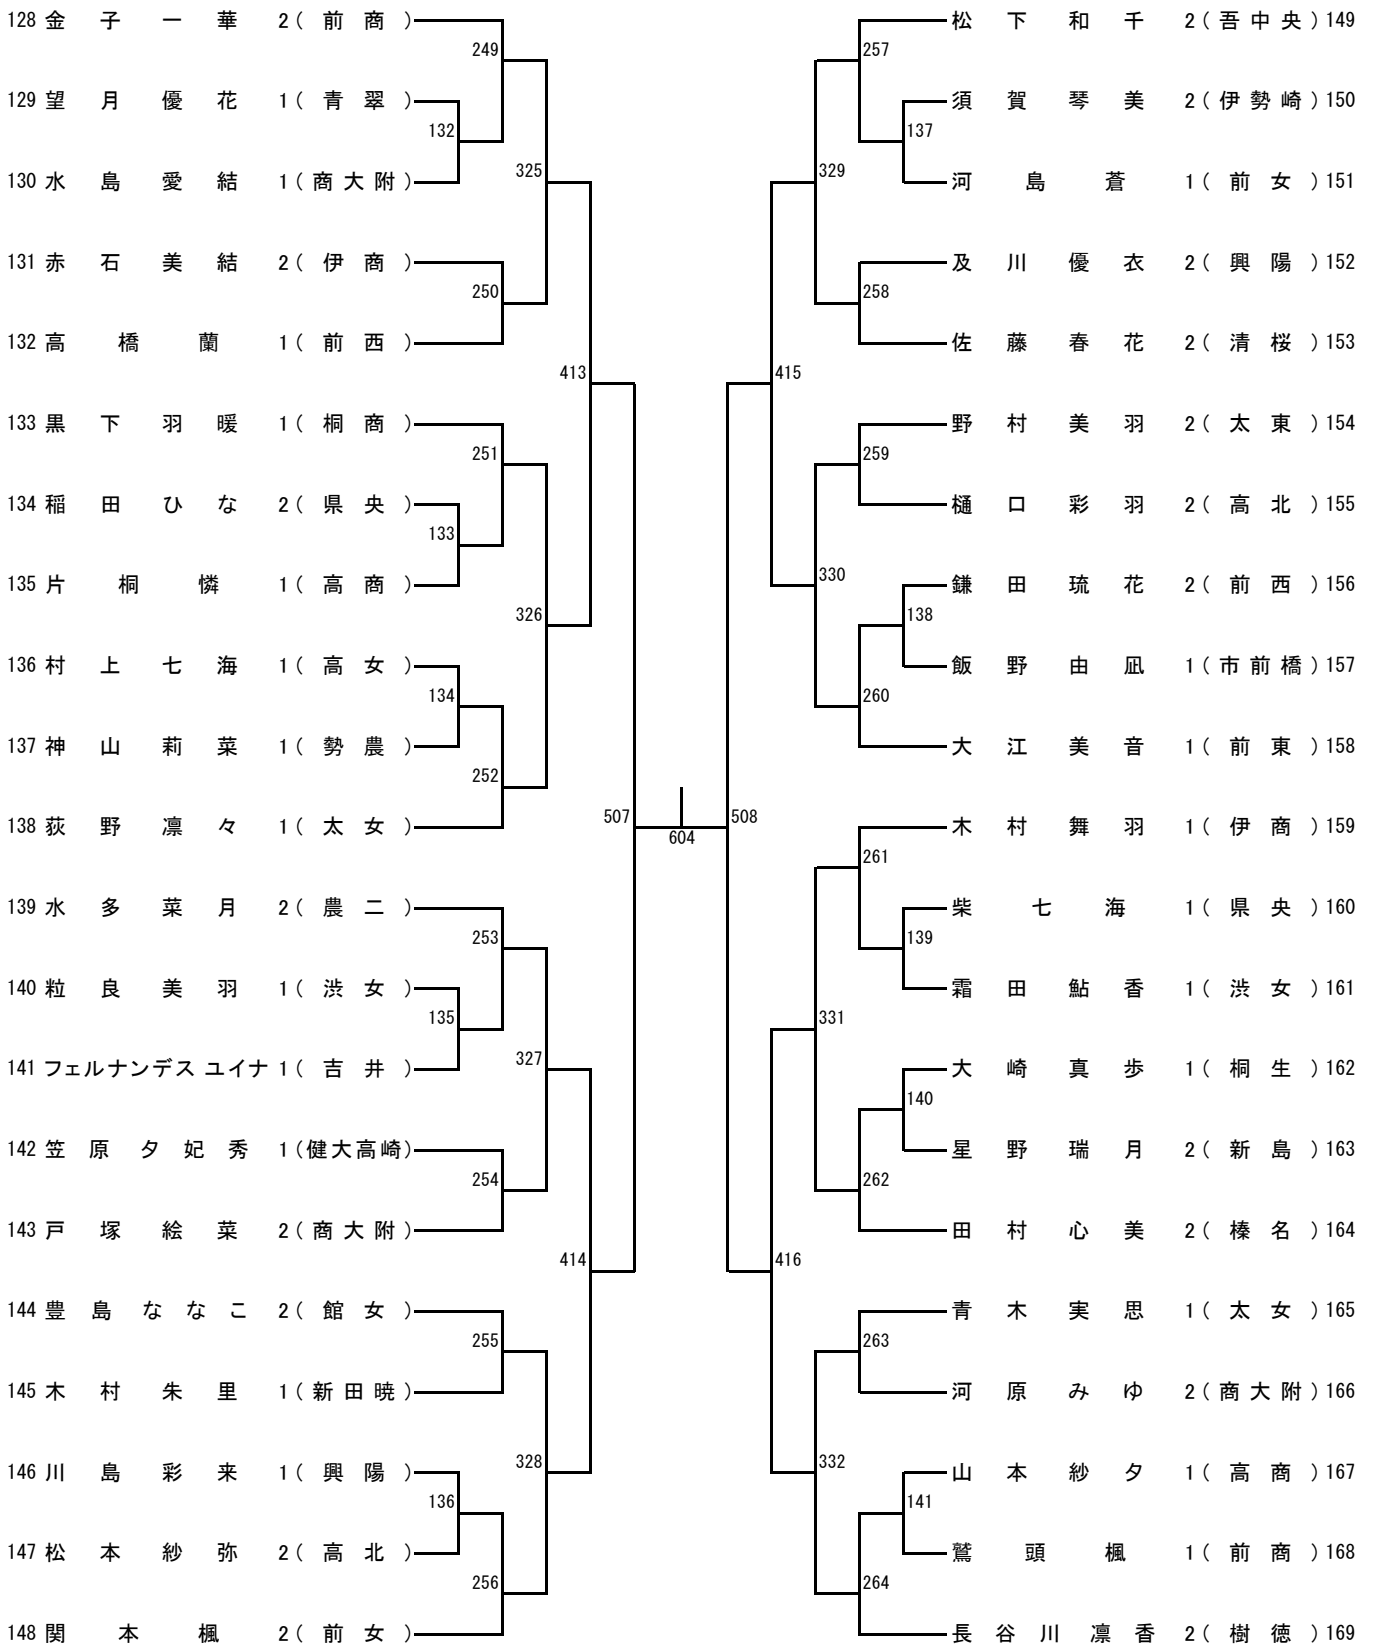 128 金子一華 2(前商)
249
129 望月優花 1(青翠)
132
130 水島愛結 1(商大附)
325
131 赤石美結 2(伊商)
250
132 高橋蘭 1(前西)
413
133 黒下羽暖 1(桐商)
251
134 稲田ひな 2(県央)
133
135 片桐憐 1(高商)
326
136 村上七海 1(高女)
134
137 神山莉菜 1(勢農)
252
138 荻野凛々 1(太女)
507
139 水多菜月 2(農二)
253
140 粒良美羽 1(渋女)
135
141 フェルナンデス ユイナ 1(吉井)
327
142 笠原夕妃秀 1(健大高崎)
254
143 戸塚絵菜 2(商大附)
414
144 豊島ななこ 2(館女)
255
145 木村朱里 1(新田暁)
328
146 川島彩来 1(興陽)
136
147 松本紗弥 2(高北)
256
148 関本楓 2(前女)
604
松下和千 2(吾中央) 149
257
須賀琴美 2(伊勢崎) 150
137
河島蒼 1(前女) 151
329
及川優衣 2(興陽) 152
258
佐藤春花 2(清桜) 153
415
野村美羽 2(太東) 154
259
樋口彩羽 2(高北) 155
330
鎌田琉花 2(前西) 156
138
飯野由凪 1(市前橋) 157
260
大江美音 1(前東) 158
508
木村舞羽 1(伊商) 159
261
柴七海 1(県央) 160
139
霜田鮎香 1(渋女) 161
331
大崎真歩 1(桐生) 162
140
星野瑞月 2(新島) 163
262
田村心美 2(榛名) 164
416
青木実思 1(太女) 165
263
河原みゆ 2(商大附) 166
332
山本紗夕 1(高商) 167
141
鷲頭楓 1(前商) 168
264
長谷川凛香 2(樹徳) 169